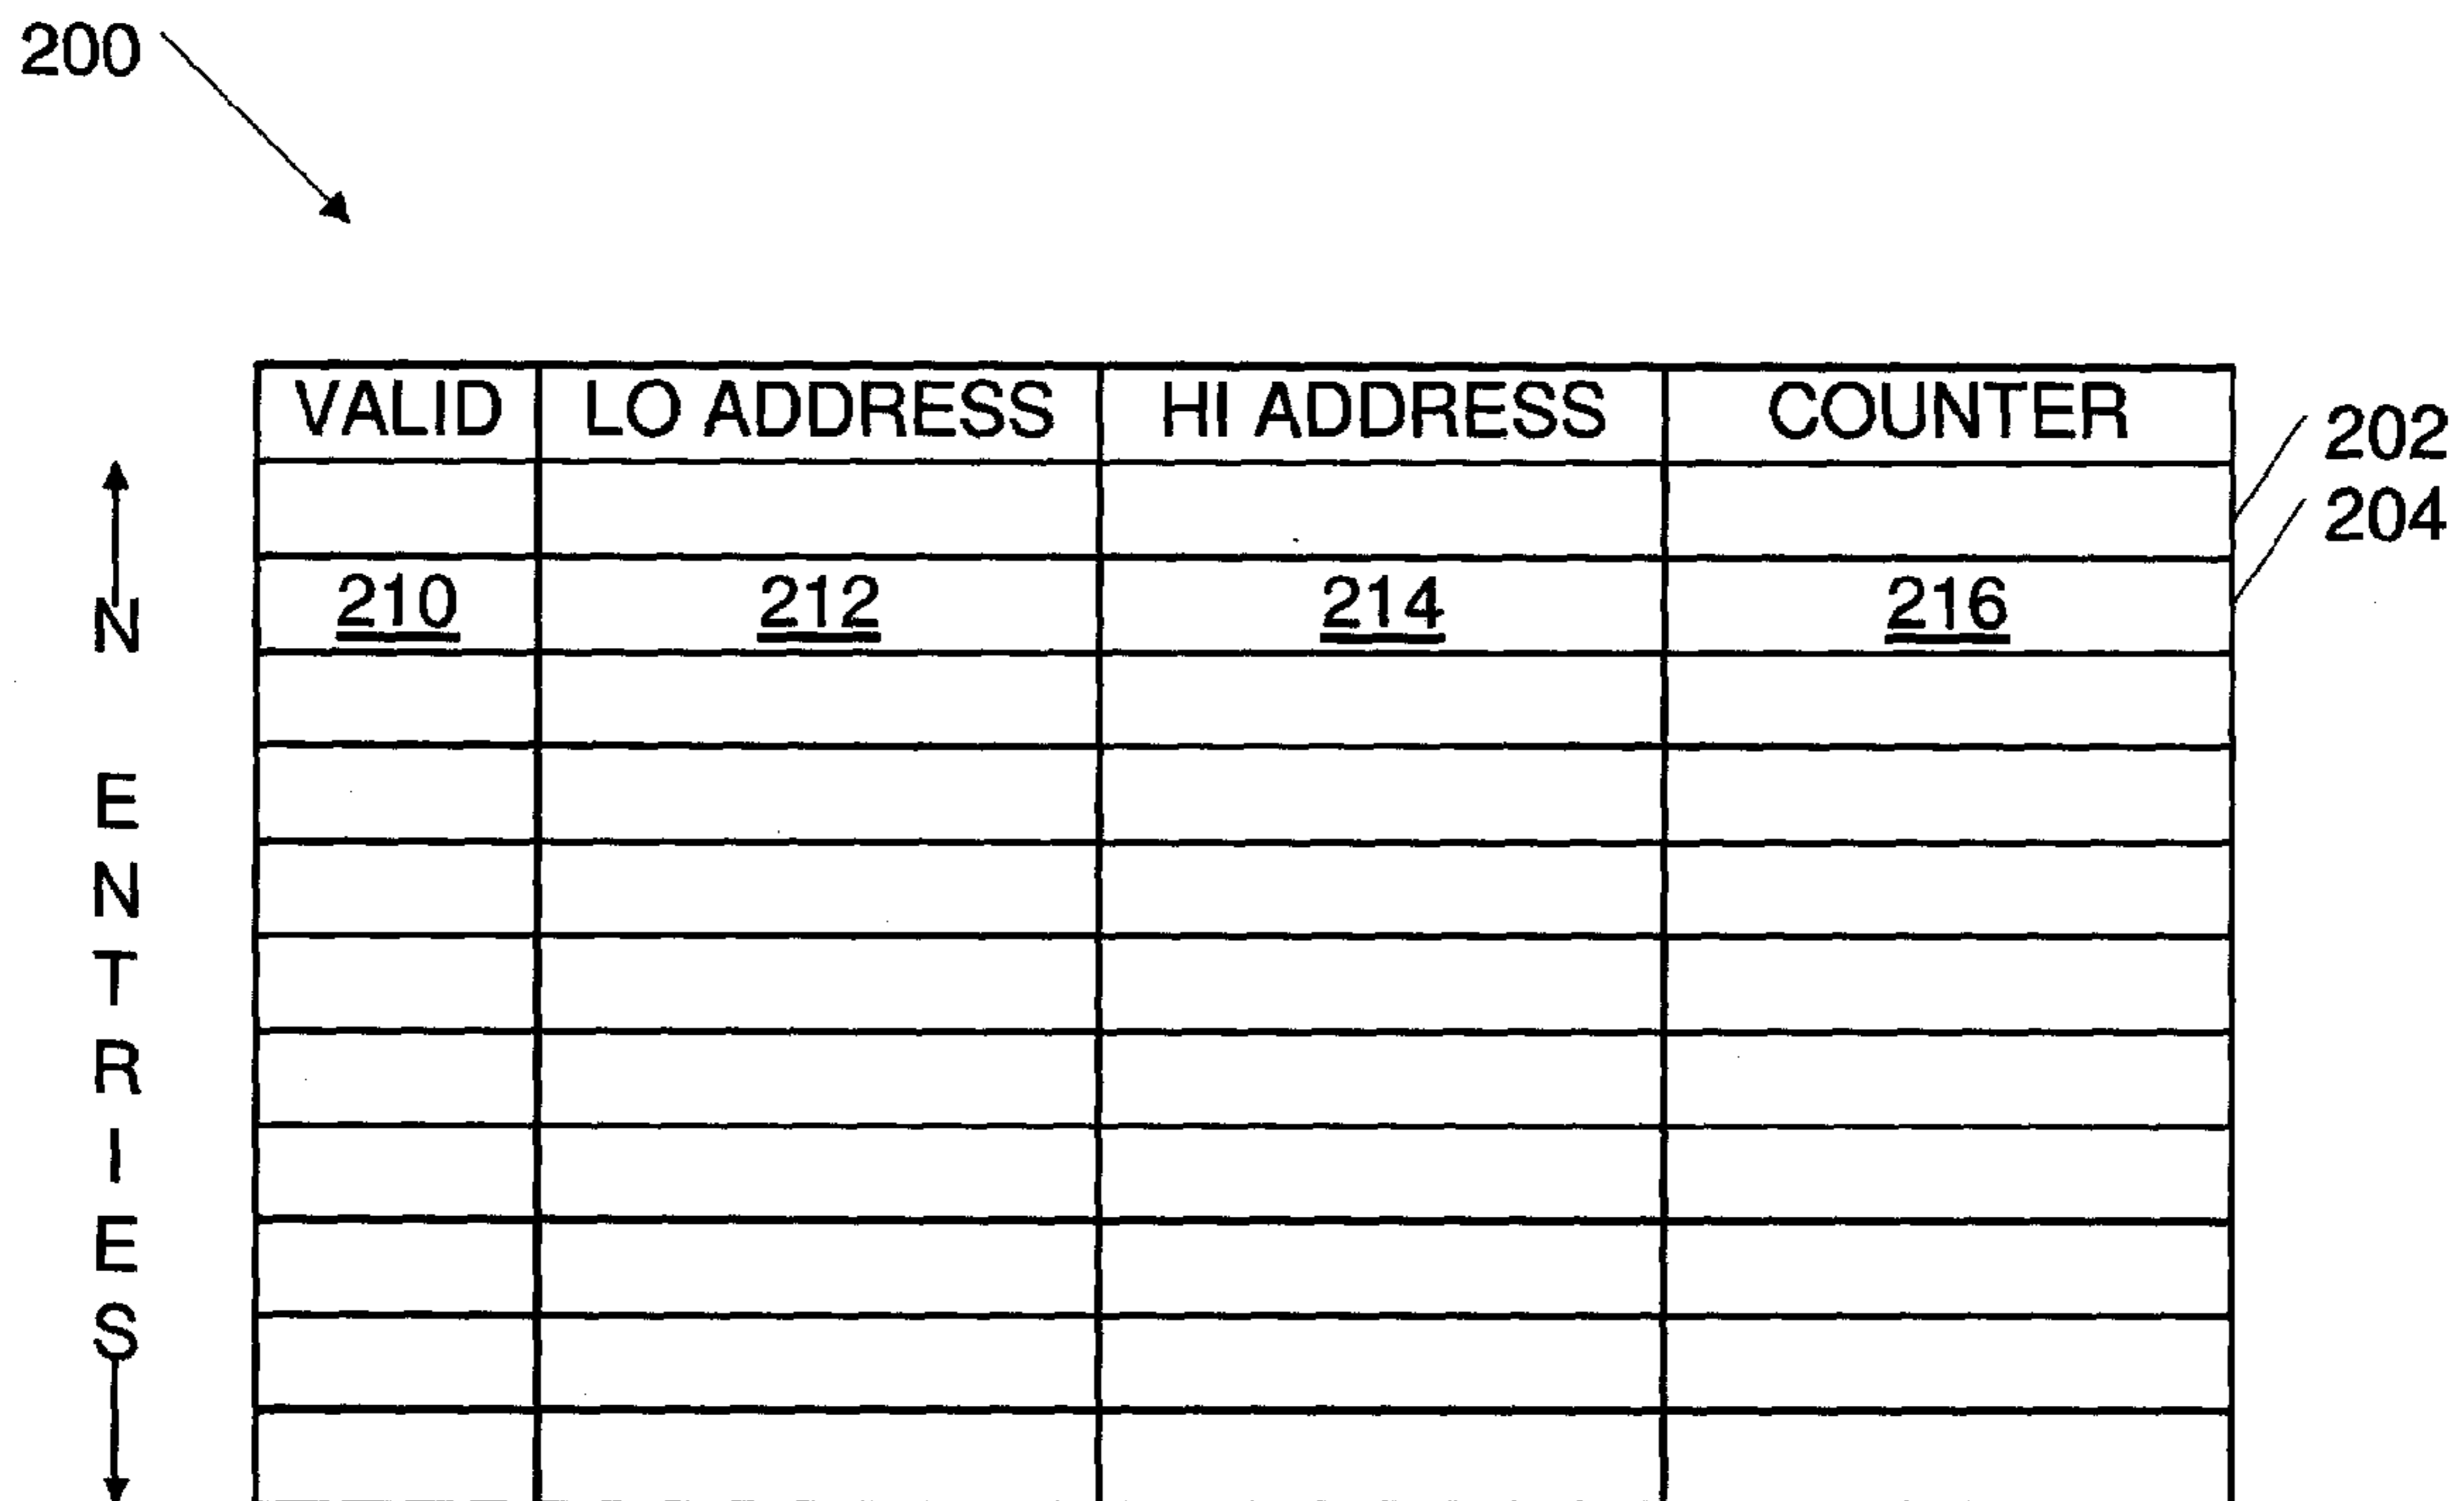 200
VALID LO ADDRESS HI ADDRESS COUNTER
202
204
210 212 214 216
N ENTRIES